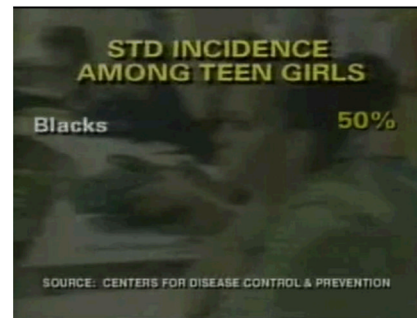 STD INCIDENCE
AMONG TEEN GIRLS
Blacks 50%
SOURCE: CENTERS FOR DISEASE CONTROL & PREVENTION